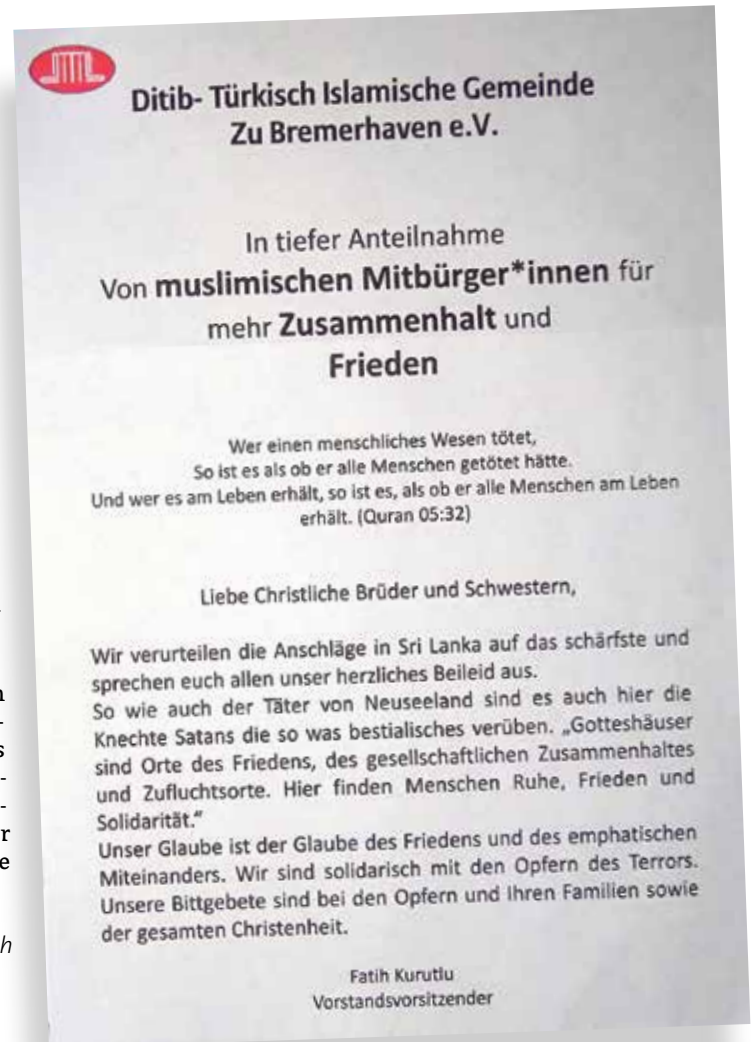 Ditib- Türkisch Islamische Gemeinde
Zu Bremerhaven e.V.
In tiefer Anteilnahme
Von muslimischen Mitbürger*innen für
mehr Zusammenhalt und
Frieden
Wer einen menschliches Wesen tötet,
So ist es als ob er alle Menschen getötet hätte.
Und wer es am Leben erhält, so ist es, als ob er alle Menschen am Leben
erhält. (Quran 05:32)
Liebe Christliche Brüder und Schwestern,
Wir verurteilen die Anschläge in Sri Lanka auf das schärfste und
sprechen euch allen unser herzliches Beileid aus.
So wie auch der Täter von Neuseeland sind es auch hier die
Knechte Satans die so was bestialisches verüben. „Gotteshäuser
sind Orte des Friedens, des gesellschaftlichen Zusammenhaltes
und Zufluchtsorte. Hier finden Menschen Ruhe, Frieden und
Solidarität.“
Unser Glaube ist der Glaube des Friedens und des emphatischen
Miteinanders. Wir sind solidarisch mit den Opfern des Terrors.
Unsere Bittgebete sind bei den Opfern und Ihren Familien sowie
der gesamten Christenheit.
Fatih Kurutlu
Vorstandsvorsitzender